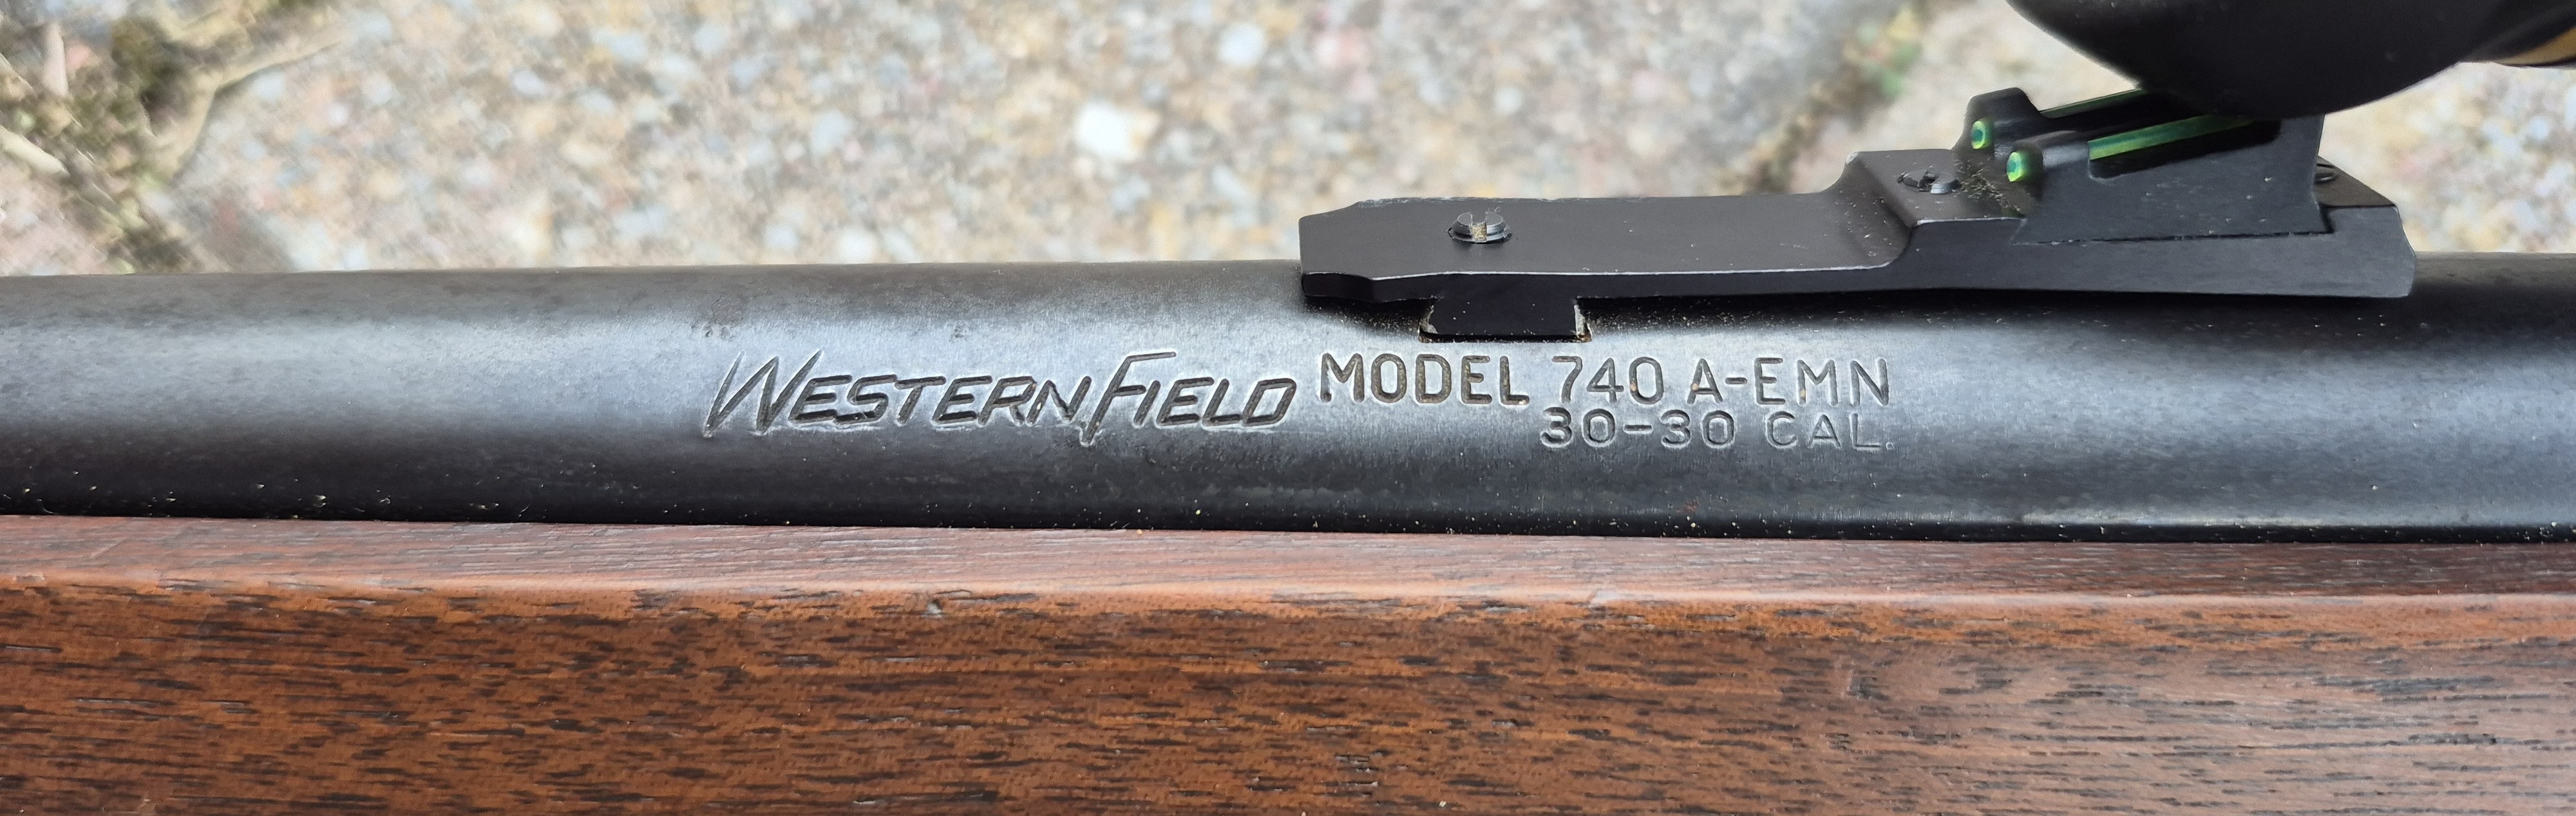 WESTERNFIELD MODEL 740 A-EMN
30-30 CAL.